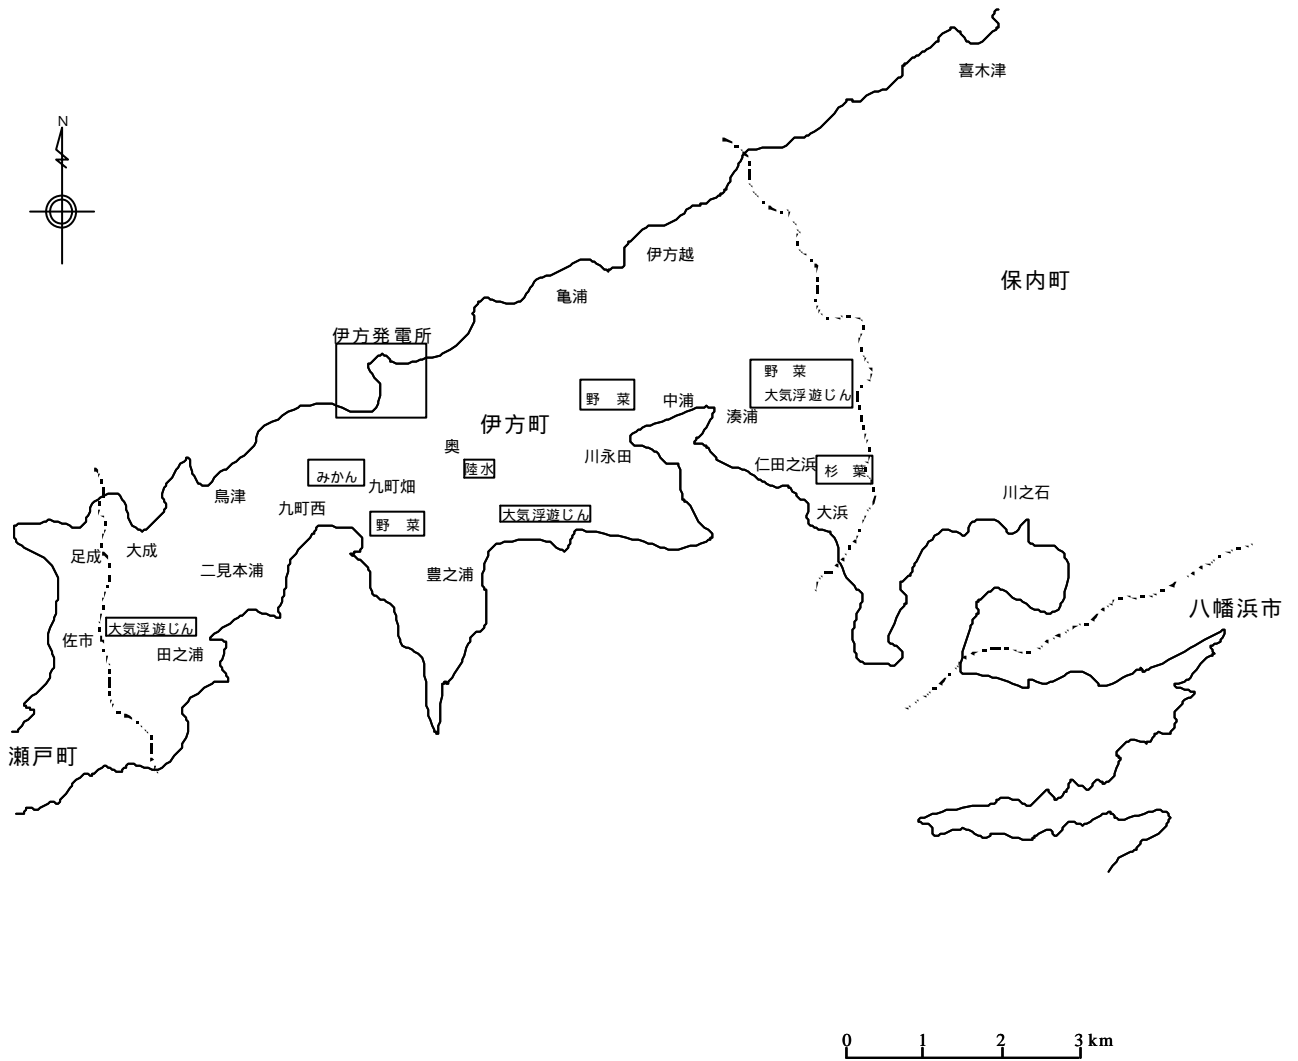 喜木津
N
伊方越
保内町
亀浦
伊方発電所
野　菜
大気浮遊じん
野　菜
中浦
湊浦
伊方町
奥
川永田
陸水
仁田之浜
杉　葉
みかん
九町畑
鳥津
九町西
川之石
大気浮遊じん
大浜
野　菜
足成
大成
二見本浦
豊之浦
八幡浜市
大気浮遊じん
佐市
田之浦
瀬戸町
0 1 2 3 km